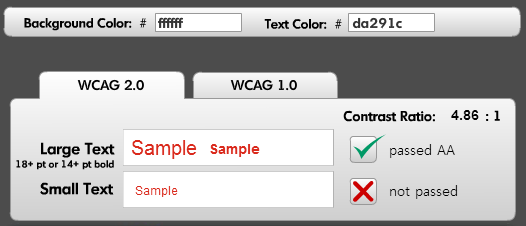 Background Color: # ffffff Text Color: # da291c
WCAG 2.0 WCAG 1.0
Contrast Ratio: 4.86 : 1
Large Text Sample Sample passed AA
18+ pt or 14+ pt bold
Small Text Sample not passed